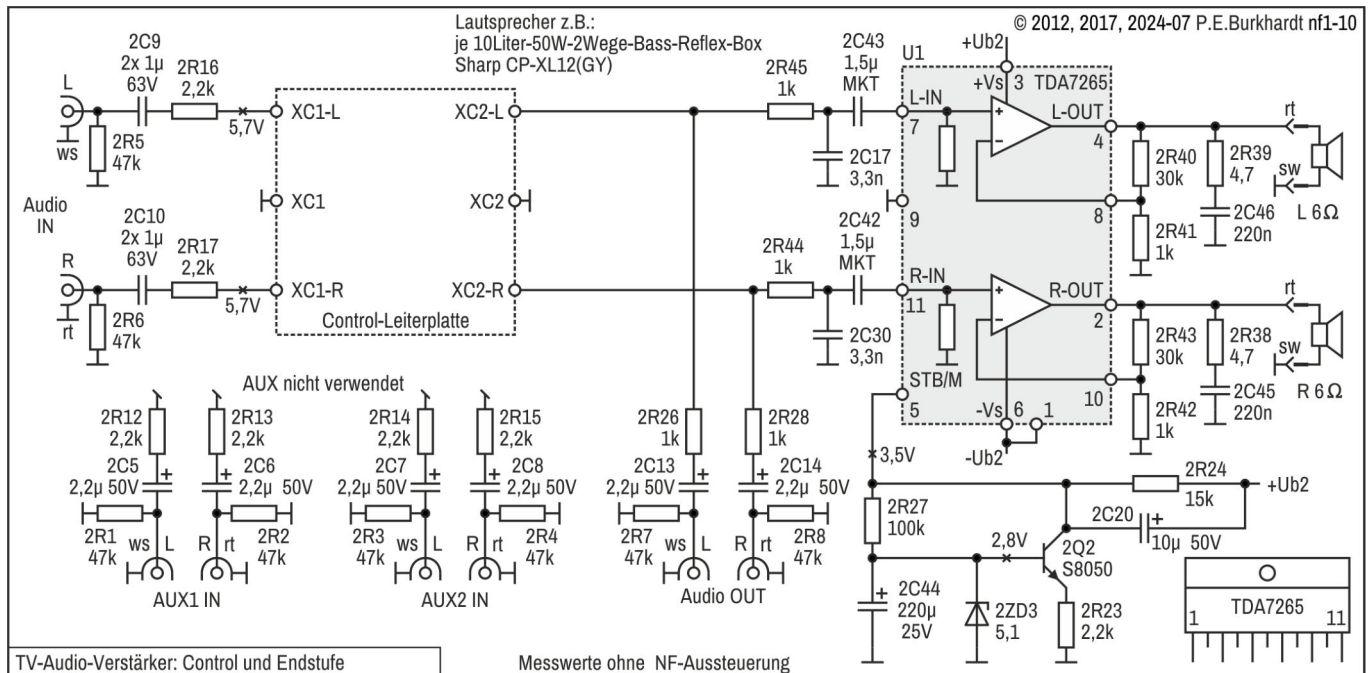 Lautsprecher z.B.:
je 10Liter-50W-2Wege-Bass-Reflex-Box
Sharp CP-XL12(GY)
© 2012, 2017, 2024-07 P.E.Burkhardt nf1-10
2C9
2x 1µ
63V
2R16
2,2k
L
ws
2R5
47k
5,7V
XC1-L
XC2-L
XC1
XC2
XC1-R
XC2-R
Control-Leiterplatte
Audio
IN
2C10
2x 1µ
63V
2R17
2,2k
R
rt
2R6
47k
5,7V
2R45
1k
2C43
1,5µ
MKT
2C17
3,3n
2R44
1k
2C42
1,5µ
MKT
2C30
3,3n
U1
+Ub2
+Vs
3
TDA7265
L-IN
7
+
−
L-OUT
4
9
8
R-IN
11
+
−
R-OUT
2
STB/M
5
-Vs
6
1
10
-Ub2
2R40
30k
2R39
4,7
2R41
1k
2C46
220n
rt
sw
L 6Ω
2R43
30k
2R38
4,7
2R42
1k
2C45
220n
rt
sw
R 6Ω
AUX nicht verwendet
2R12
2,2k
2R13
2,2k
2C5
2,2µ 50V
+
2C6
2,2µ 50V
+
2R1
47k
2R2
47k
ws L
R rt
AUX1 IN
2R14
2,2k
2R15
2,2k
2C7
2,2µ 50V
+
2C8
2,2µ 50V
+
2R3
47k
2R4
47k
ws L
R rt
AUX2 IN
2R26
1k
2R28
1k
2C13
2,2µ 50V
+
2C14
2,2µ 50V
+
2R7
47k
2R8
47k
ws L
R rt
Audio OUT
3,5V
2R27
100k
2R24
15k
+Ub2
2C20
+
10µ 50V
2,8V
2Q2
S8050
2C44
220µ
25V
+
2ZD3
5,1
2R23
2,2k
TDA7265
1
11
TV-Audio-Verstärker: Control und Endstufe
Messwerte ohne NF-Aussteuerung